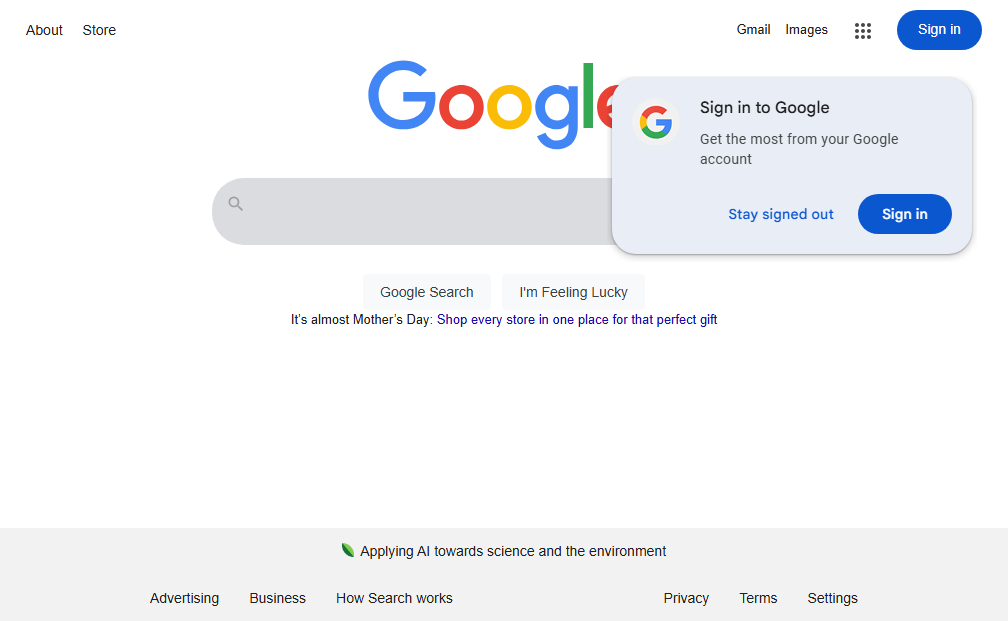 About Store Gmail Images Sign in
Google
Sign in to Google
Get the most from your Google
account
Stay signed out Sign in
Google Search I'm Feeling Lucky
It’s almost Mother’s Day: Shop every store in one place for that perfect gift
Applying AI towards science and the environment
Advertising Business How Search works Privacy Terms Settings